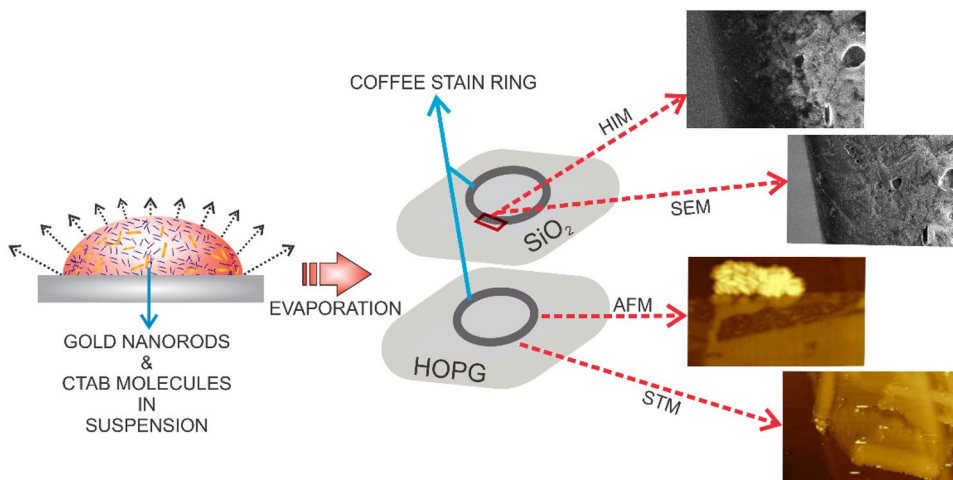 COFFEE STAIN RING
HIM
SEM
SiO₂
EVAPORATION
AFM
HOPG
STM
GOLD NANORODS
&
CTAB MOLECULES
IN
SUSPENSION